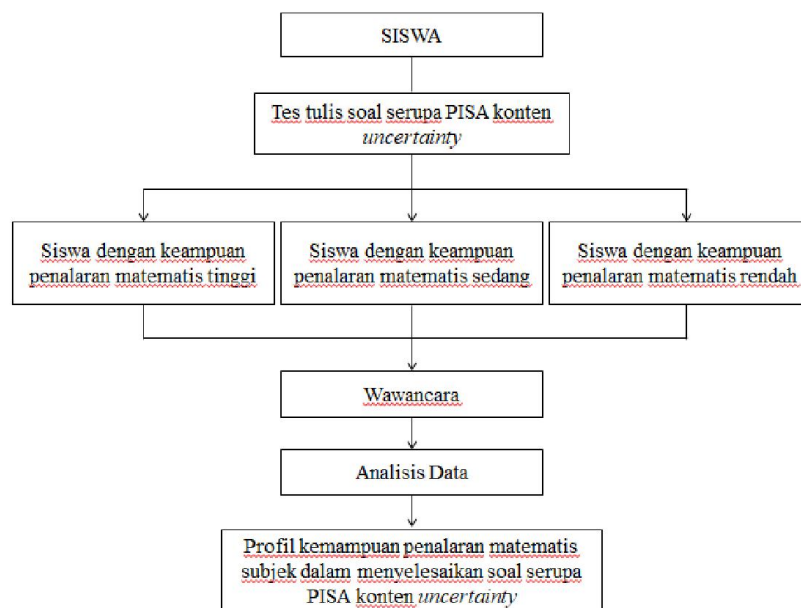 SISWA
Tes tulis soal serupa PISA konten
uncertainty
Siswa dengan keampuan
penalaran matematis tinggi
Siswa dengan keampuan
penalaran matematis sedang
Siswa dengan keampuan
penalaran matematis rendah
Wawancara
Analisis Data
Profil kemampuan penalaran matematis
subjek dalam menyelesaikan soal serupa
PISA konten uncertainty